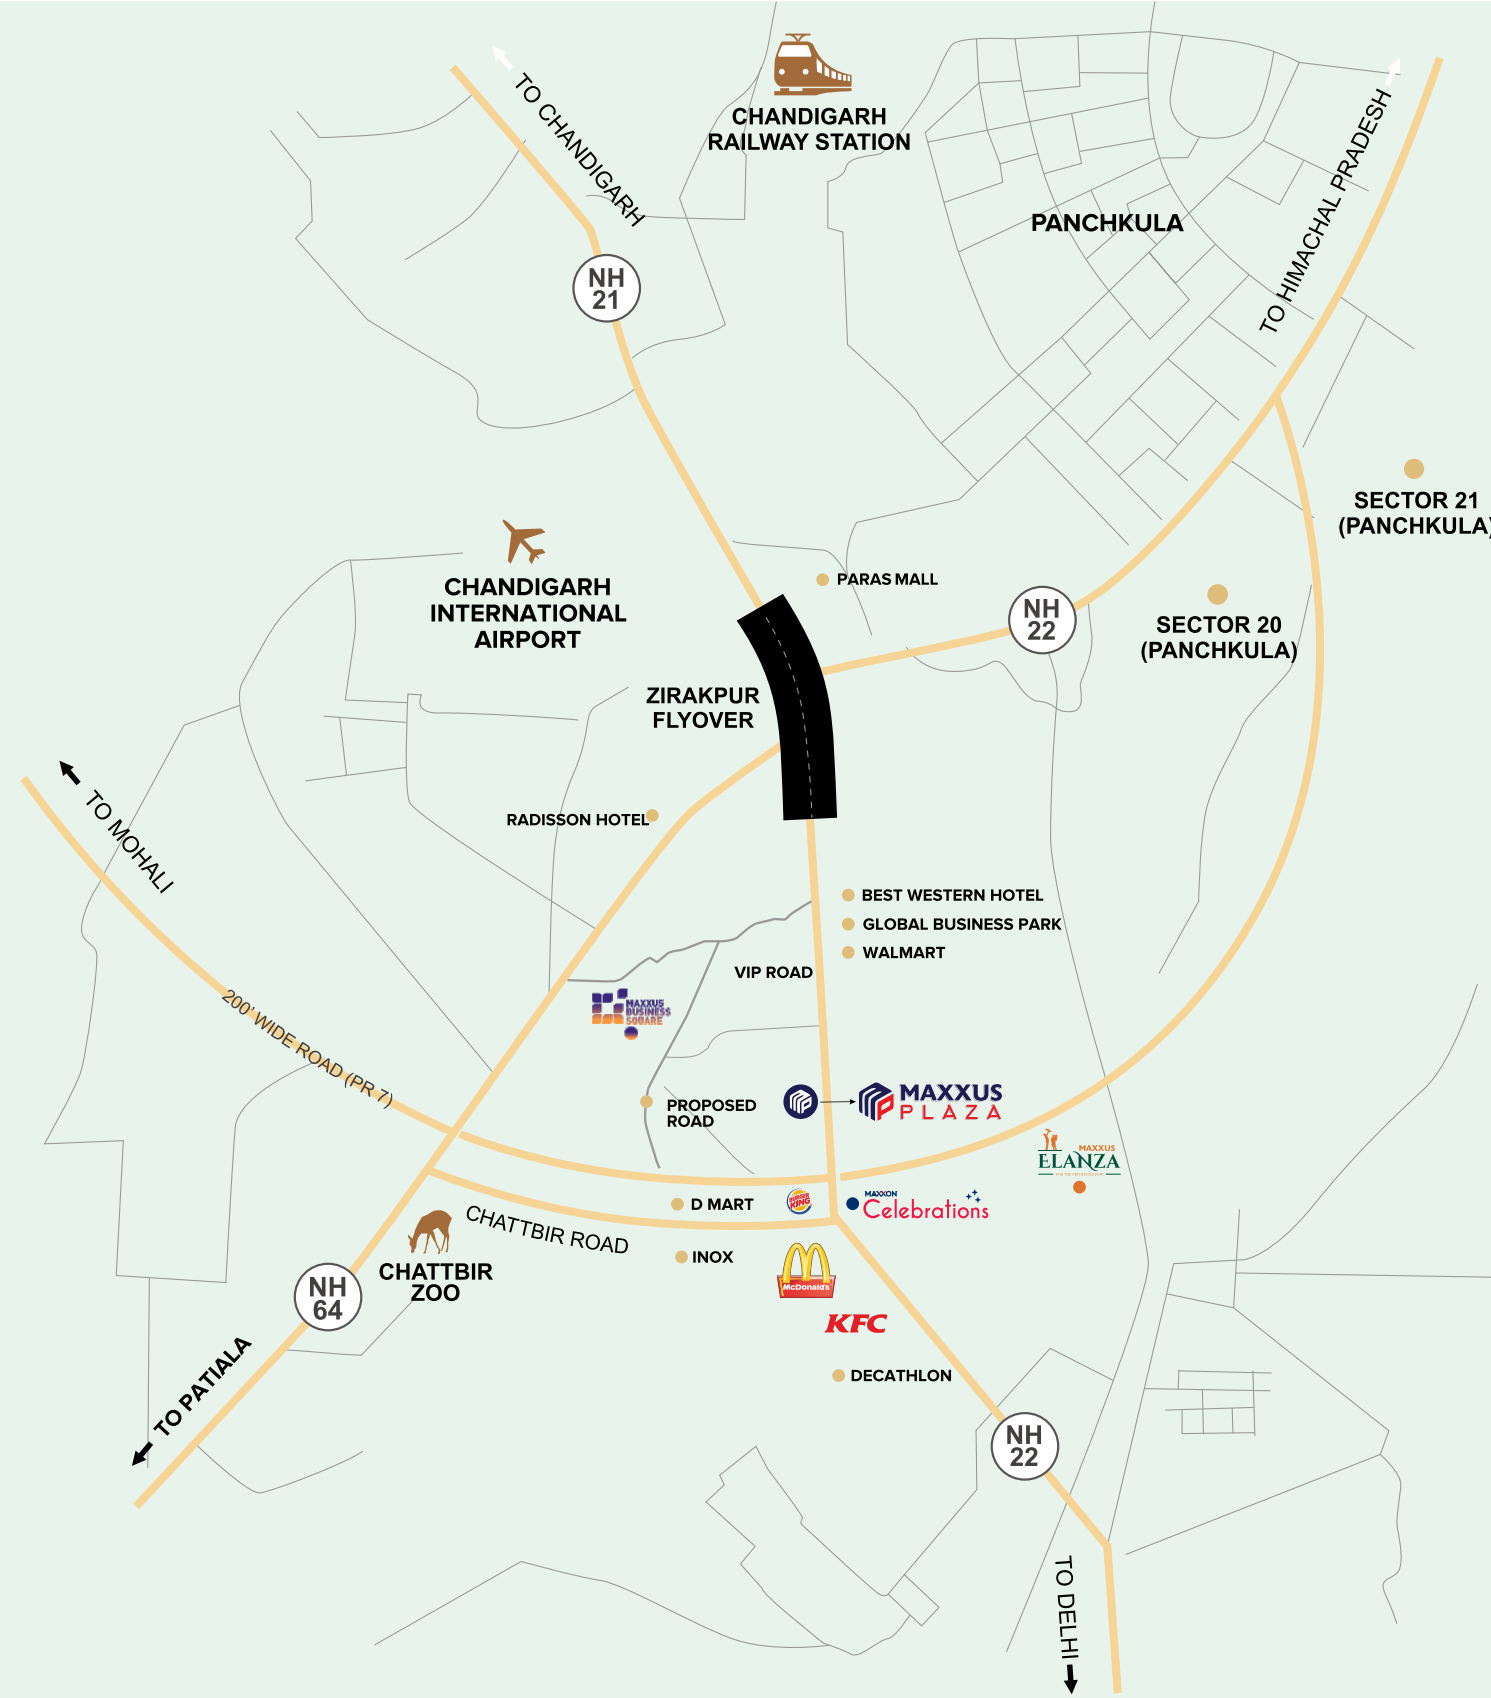 TO CHANDIGARH
CHANDIGARH
RAILWAY STATION
TO HIMACHAL PRADESH
PANCHKULA
NH
21
SECTOR 21
(PANCHKULA)
CHANDIGARH
INTERNATIONAL
AIRPORT
PARAS MALL
NH
22
SECTOR 20
(PANCHKULA)
ZIRAKPUR
FLYOVER
TO MOHALI
RADISSON HOTEL
BEST WESTERN HOTEL
GLOBAL BUSINESS PARK
WALMART
VIP ROAD
200' WIDE ROAD (PR 7)
MAXXUS
BUSINESS
SQUARE
PROPOSED
ROAD
MAXXUS
PLAZA
MAXXUS
ELANZA
D MART
BURGER
KING
MAXXON
Celebrations
CHATTBIR ROAD
INOX
McDonald's
CHATTBIR
ZOO
NH
64
KFC
TO PATIALA
DECATHLON
NH
22
TO DELHI